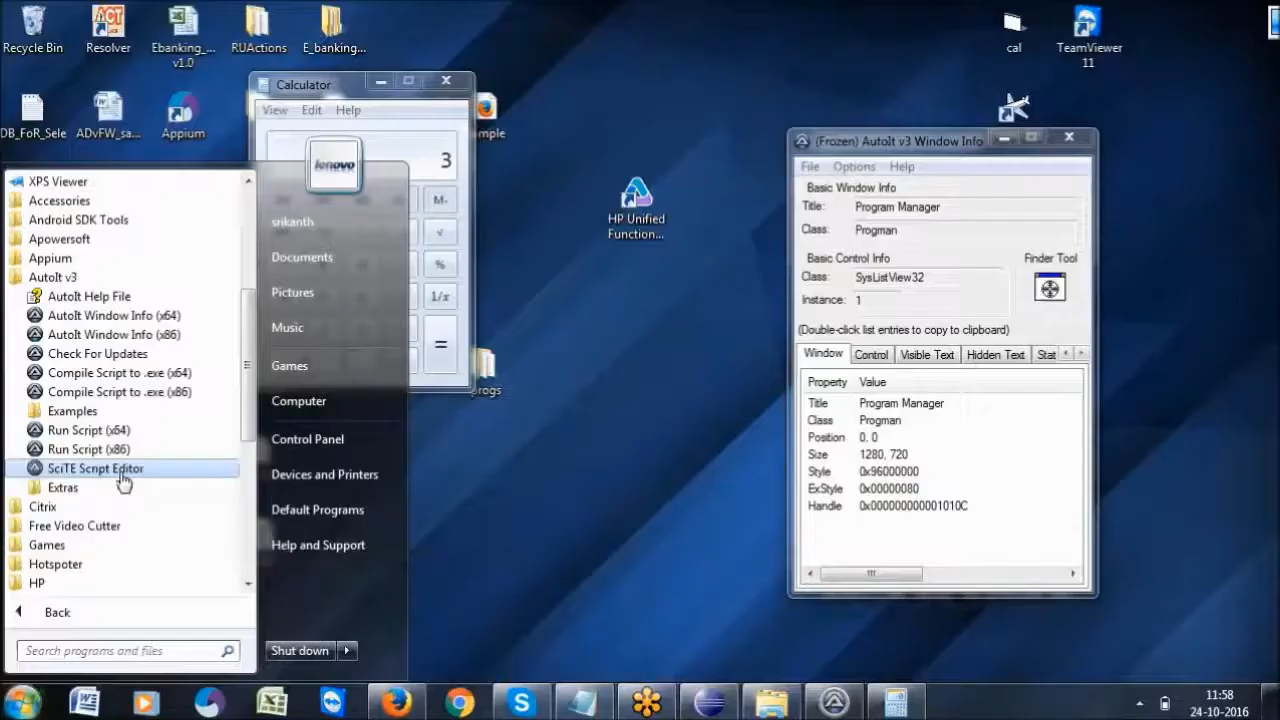 Recycle Bin
Resolver
Ebanking_...
v1.0
RUActions
E_banking...
cal
TeamViewer
11
DB_FoR_Sele
ADvFW_sa...
Appium
Calculator
View Edit Help
3
M-
√
%
1/x
=
progs
HP Unified
Function...
XPS Viewer
Accessories
Android SDK Tools
Apowersoft
Appium
AutoIt v3
AutoIt Help File
AutoIt Window Info (x64)
AutoIt Window Info (x86)
Check For Updates
Compile Script to .exe (x64)
Compile Script to .exe (x86)
Examples
Run Script (x64)
Run Script (x86)
SciTE Script Editor
Extras
Citrix
Free Video Cutter
Games
Hotspoter
HP
Back
Search programs and files
lenovo
srikanth
Documents
Pictures
Music
Games
Computer
Control Panel
Devices and Printers
Default Programs
Help and Support
Shut down
(Frozen) AutoIt v3 Window Info
File Options Help
Basic Window Info
Title: Program Manager
Class: Progman
Basic Control Info
Class: SysListView32
Instance: 1
Finder Tool
(Double-click list entries to copy to clipboard)
Window Control Visible Text Hidden Text Stat
Property Value
Title Program Manager
Class Progman
Position 0, 0
Size 1280, 720
Style 0x96000000
ExStyle 0x00000080
Handle 0x000000000001010C
11:58
24-10-2016